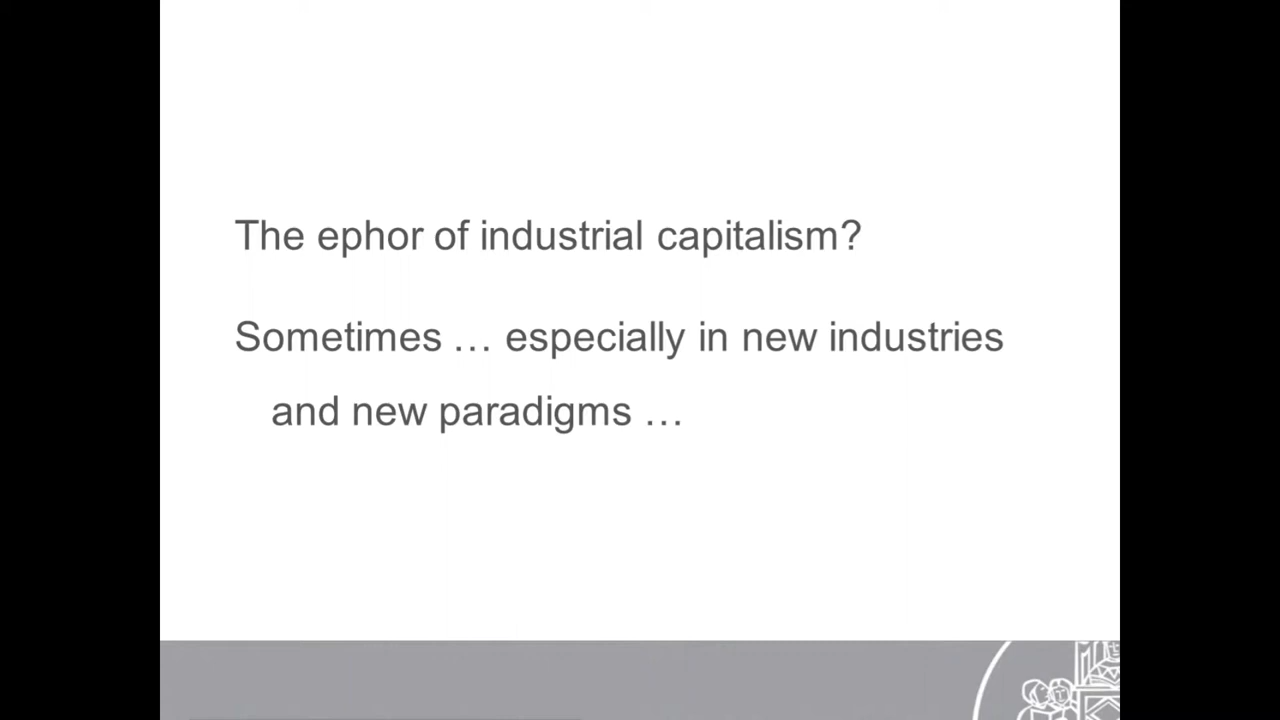 The ephor of industrial capitalism?
Sometimes … especially in new industries
and new paradigms …